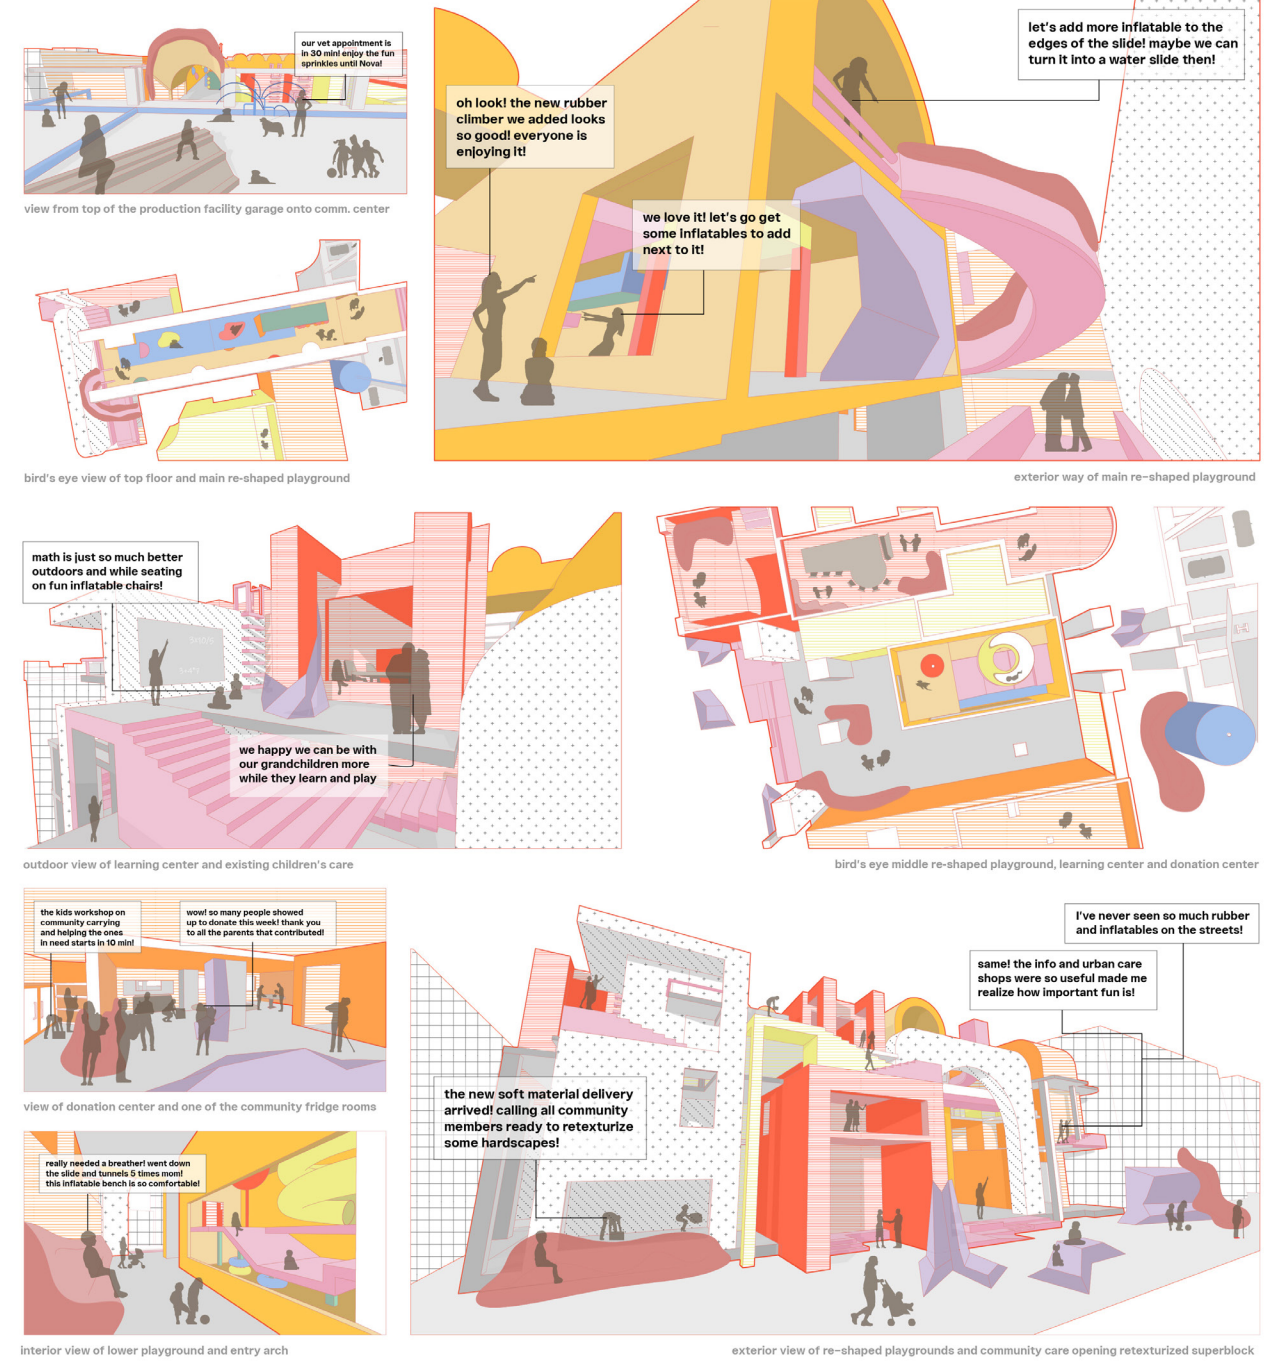 our vet appointment is
in 30 min! enjoy the fun
sprinkles until Nova!
view from top of the production facility garage onto comm. center
bird's eye view of top floor and main re-shaped playground
oh look! the new rubber
climber we added looks
so good! everyone is
enjoying it!
we love it! let's go get
some inflatables to add
next to it!
let's add more inflatable to the
edges of the slide! maybe we can
turn it into a water slide then!
exterior way of main re-shaped playground
math is just so much better
outdoors and while seating
on fun inflatable chairs!
we happy we can be with
our grandchildren more
while they learn and play
outdoor view of learning center and existing children's care
bird's eye middle re-shaped playground, learning center and donation center
the kids workshop on
community carrying
and helping the ones
in need starts in 10 min!
wow! so many people showed
up to donate this week! thank you
to all the parents that contributed!
view of donation center and one of the community fridge rooms
really needed a breather! went down
the slide and tunnels 5 times mom!
this inflatable bench is so comfortable!
interior view of lower playground and entry arch
I've never seen so much rubber
and inflatables on the streets!
same! the info and urban care
shops were so useful made me
realize how important fun is!
the new soft material delivery
arrived! calling all community
members ready to retexturize
some hardscapes!
exterior view of re-shaped playgrounds and community care opening retexturized superblock